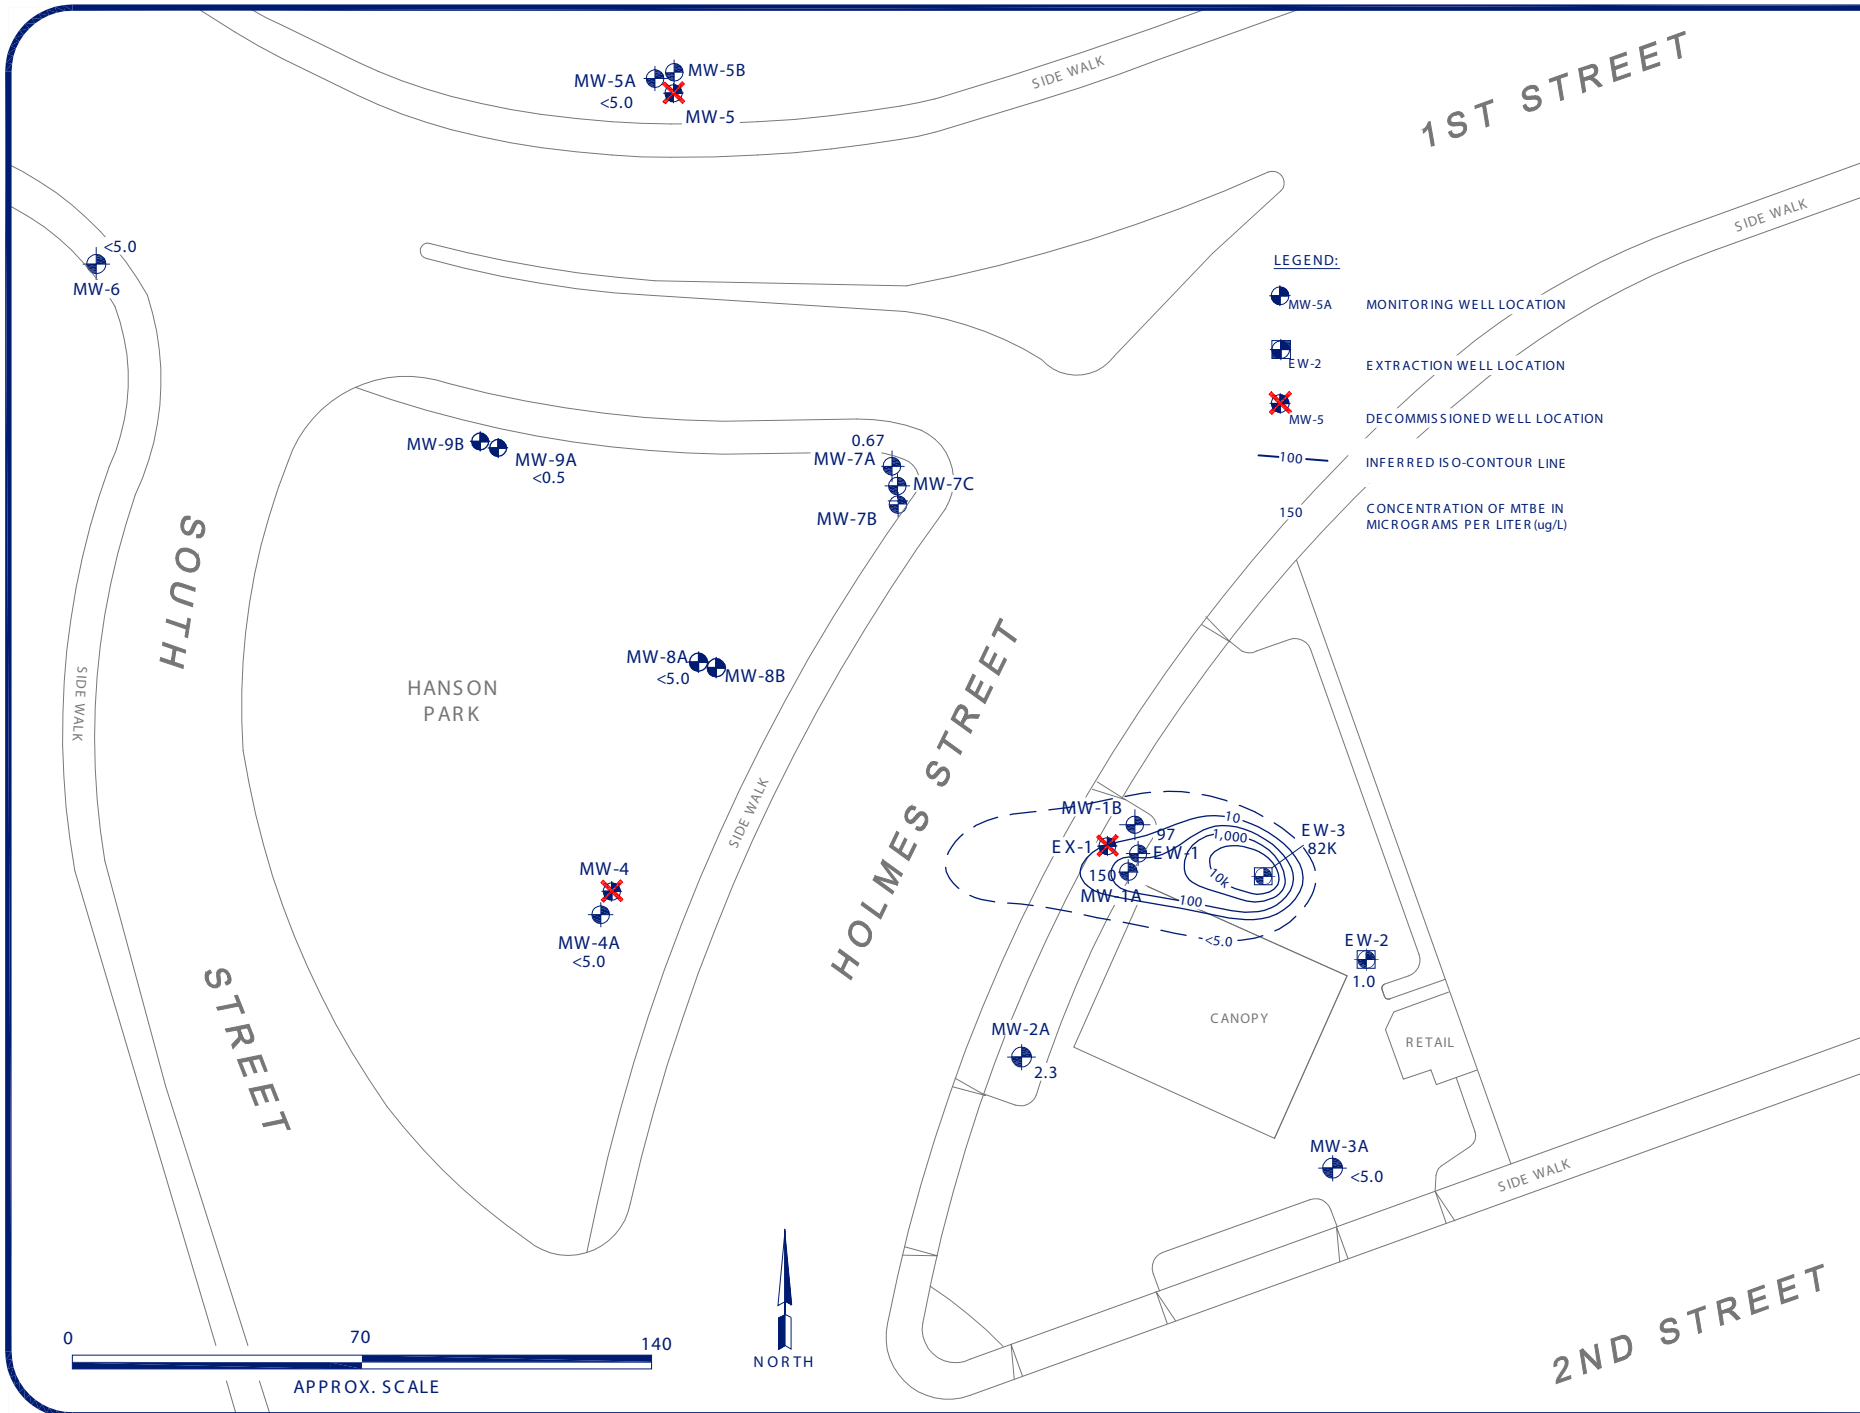 MW-5A
<5.0
MW-5B
MW-5
SIDE WALK
1ST STREET
SIDE WALK
<5.0
MW-6
LEGEND:
MW-5A MONITORING WELL LOCATION
EW-2 EXTRACTION WELL LOCATION
MW-5 DECOMMISSIONED WELL LOCATION
100 INFERRED ISO-CONTOUR LINE
150 CONCENTRATION OF MTBE IN
MICROGRAMS PER LITER (ug/L)
MW-9B
MW-9A
<0.5
0.67
MW-7A
MW-7C
MW-7B
SOUTH
STREET
SIDE WALK
HANSON
PARK
MW-8A
<5.0
MW-8B
SIDE WALK
HOLMES STREET
MW-4
MW-4A
<5.0
MW-1B
97
EX-1
EW-1
150
MW-1A
10
1,000
10k
100
<5.0
EW-3
82K
EW-2
1.0
CANOPY
RETAIL
MW-2A
2.3
MW-3A
<5.0
SIDE WALK
2ND STREET
0 70 140
APPROX. SCALE
NORTH